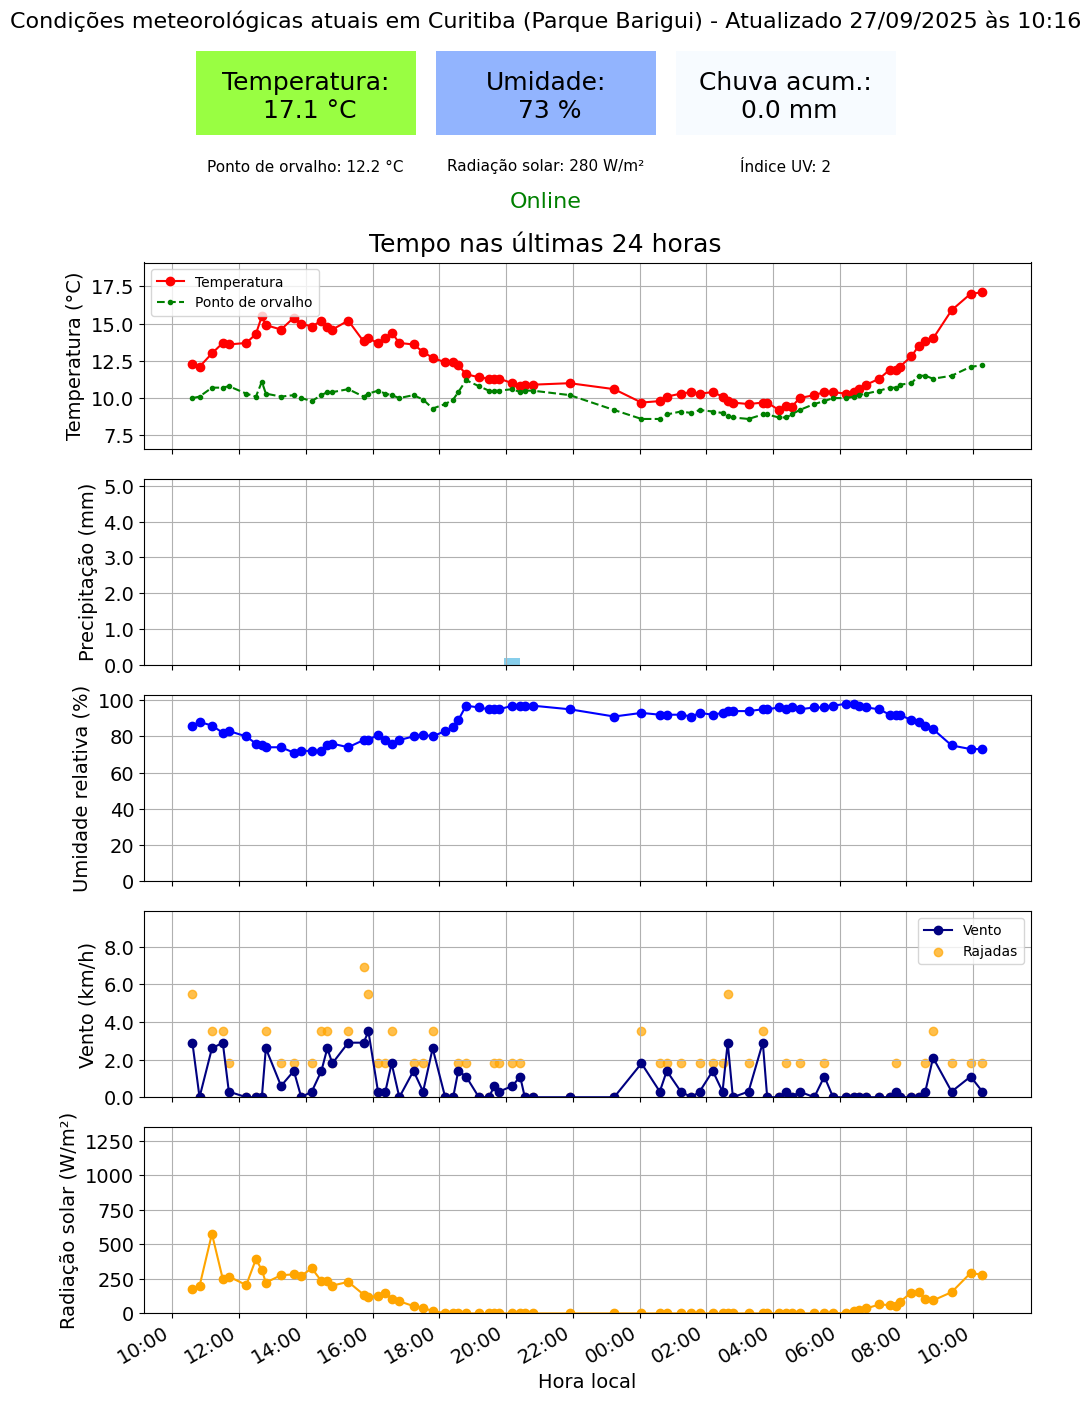 Condições meteorológicas atuais em Curitiba (Parque Barigui) - Atualizado 27/09/2025 às 10:16
Temperatura:
17.1 °C
Umidade:
73 %
Chuva acum.:
0.0 mm
Ponto de orvalho: 12.2 °C
Radiação solar: 280 W/m²
Índice UV: 2
Online
Tempo nas últimas 24 horas
Temperatura (°C)
17.5
15.0
12.5
10.0
7.5
Temperatura
Ponto de orvalho
Precipitação (mm)
5.0
4.0
3.0
2.0
1.0
0.0
Umidade relativa (%)
100
80
60
40
20
0
Vento (km/h)
8.0
6.0
4.0
2.0
0.0
Vento
Rajadas
Radiação solar (W/m²)
1250
1000
750
500
250
0
10:00
12:00
14:00
16:00
18:00
20:00
22:00
00:00
02:00
04:00
06:00
08:00
10:00
Hora local